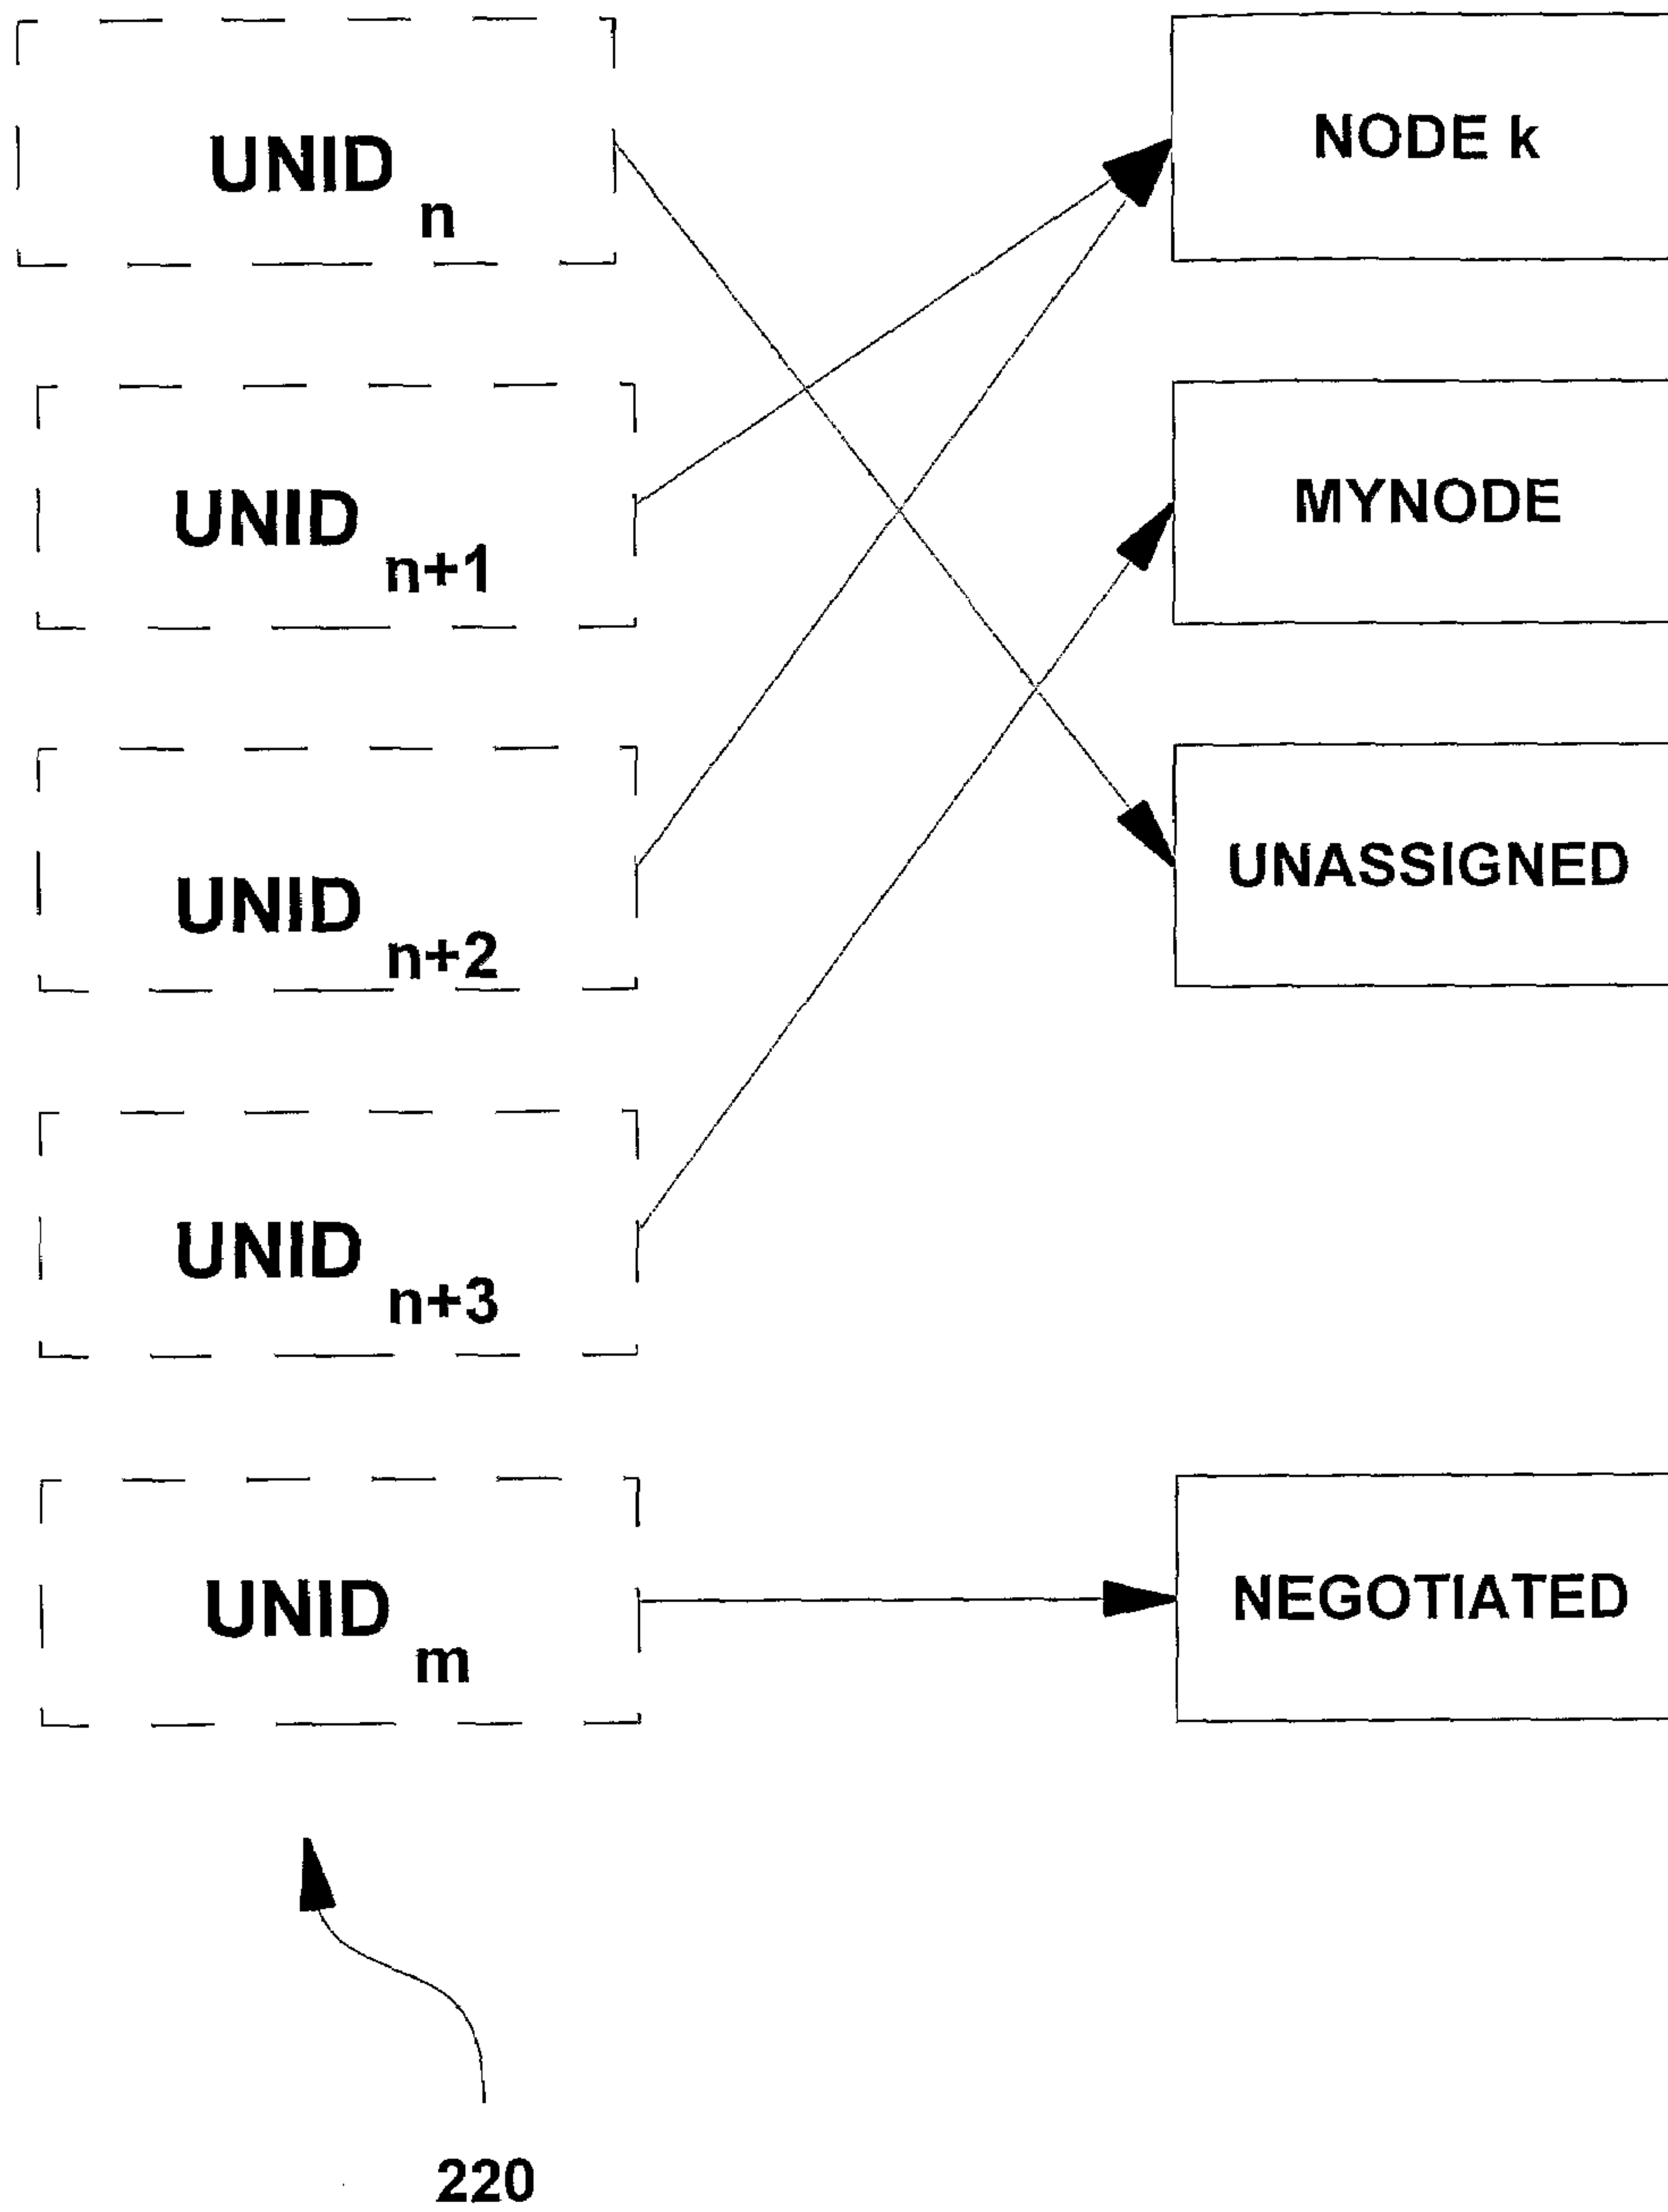 UNID n
NODE k
UNID n+1
MYNODE
UNID n+2
UNASSIGNED
UNID n+3
UNID m
NEGOTIATED
220